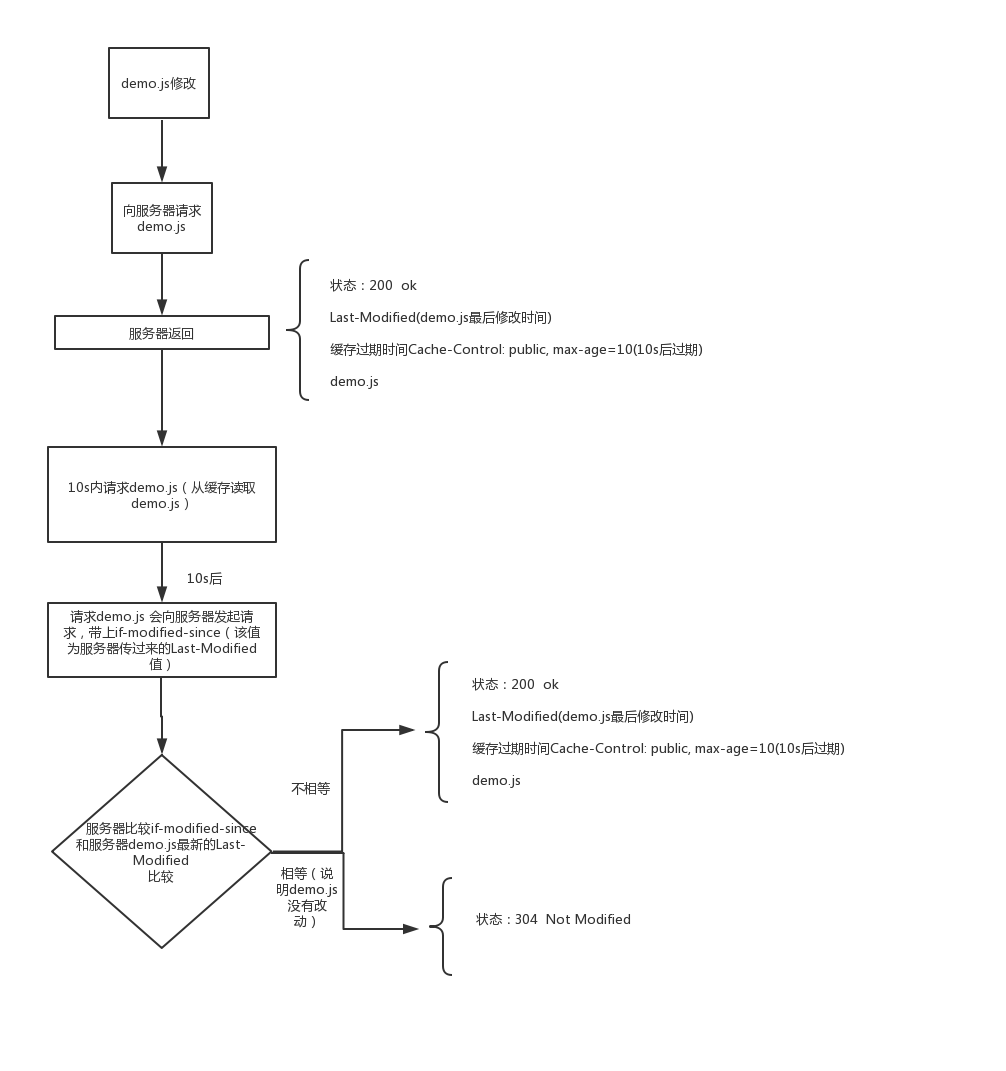 demo.js修改
向服务器请求
demo.js
服务器返回
状态：200  ok
Last-Modified(demo.js最后修改时间)
缓存过期时间Cache-Control: public, max-age=10(10s后过期)
demo.js
10s内请求demo.js（从缓存读取
demo.js）
10s后
请求demo.js 会向服务器发起请
求，带上if-modified-since（该值
为服务器传过来的Last-Modified
值）
状态：200  ok
Last-Modified(demo.js最后修改时间)
缓存过期时间Cache-Control: public, max-age=10(10s后过期)
demo.js
不相等
服务器比较if-modified-since
和服务器demo.js最新的Last-
Modified
比较
相等（说
明demo.js
没有改
动）
状态：304  Not Modified